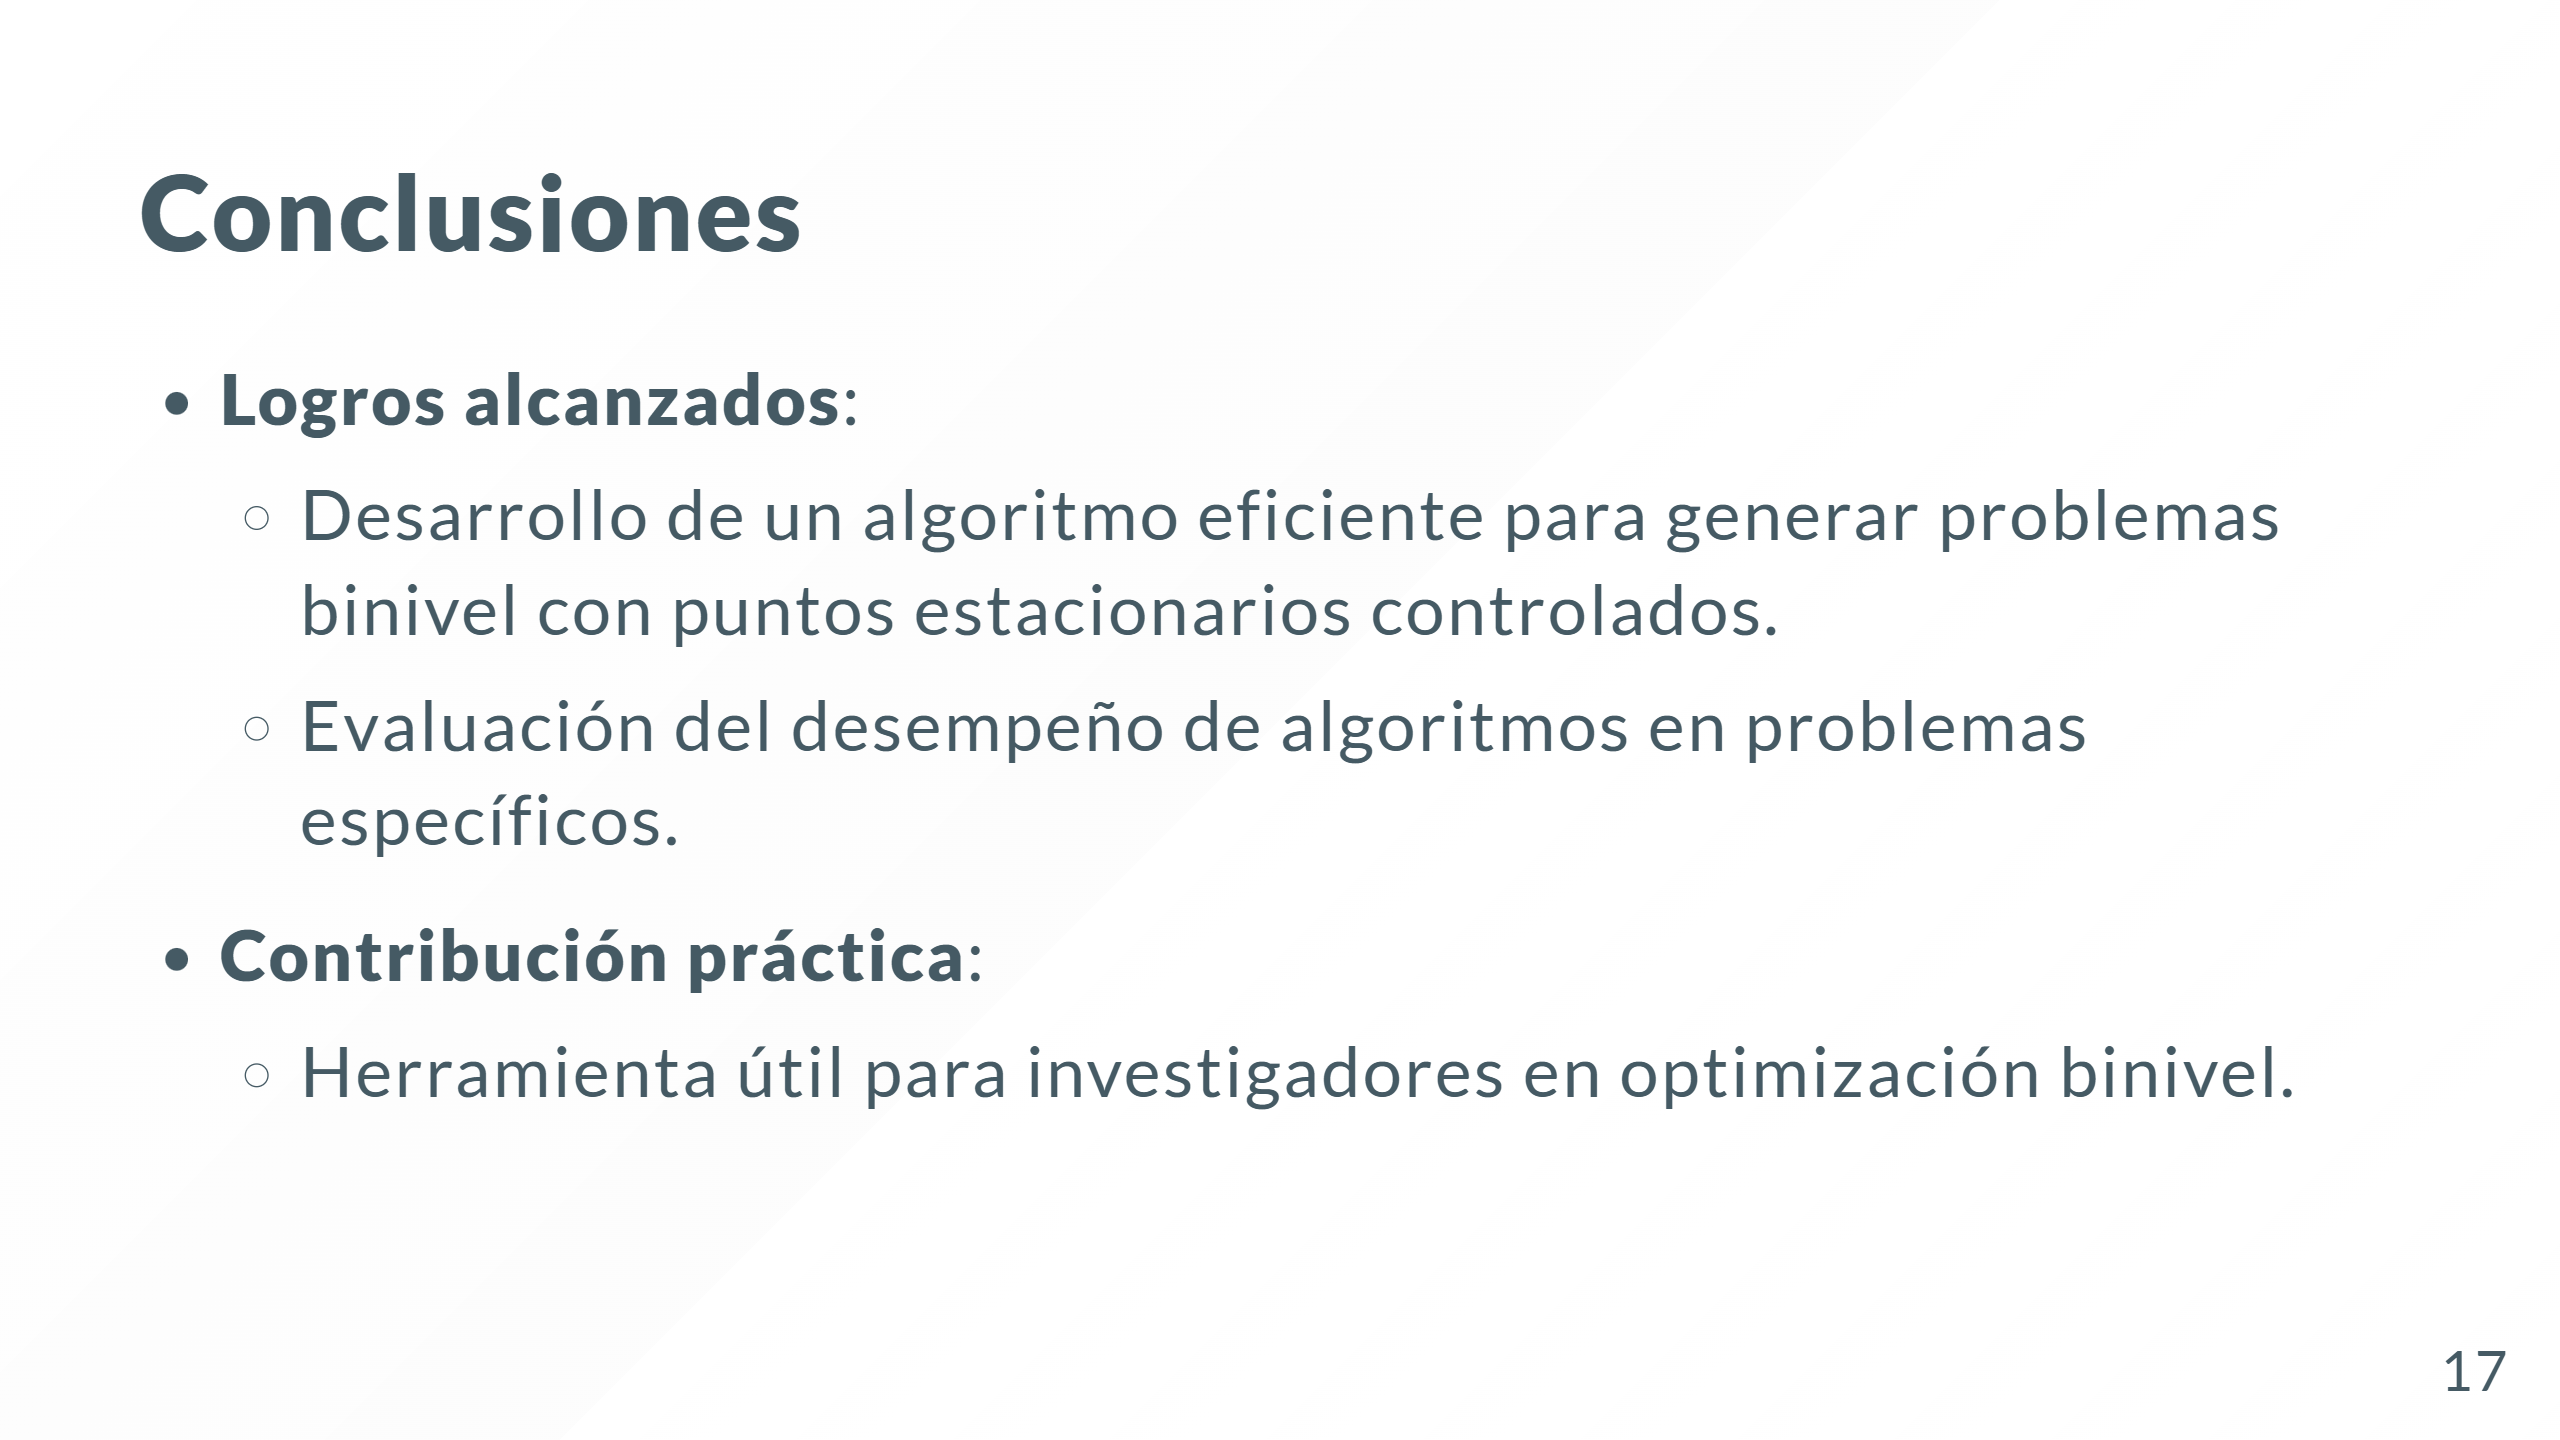 Conclusiones
• Logros alcanzados:
○ Desarrollo de un algoritmo eficiente para generar problemas
binivel con puntos estacionarios controlados.
○ Evaluación del desempeño de algoritmos en problemas
específicos.
• Contribución práctica:
○ Herramienta útil para investigadores en optimización binivel.
17